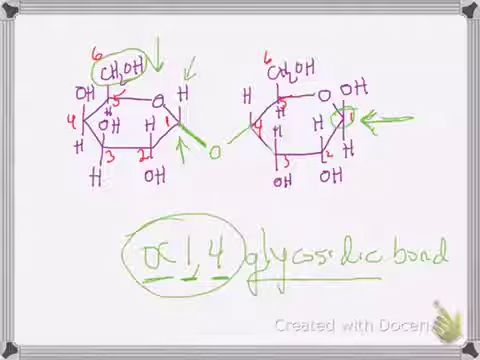 6 6
CH₂OH CH₂OH
OH 5 O H H 5 O OH
4 H 1 4 H H 1
OH H H
H 3 2 O 3 2 H
H OH OH OH
α 1,4 glycosidic bond
Created with Doceri